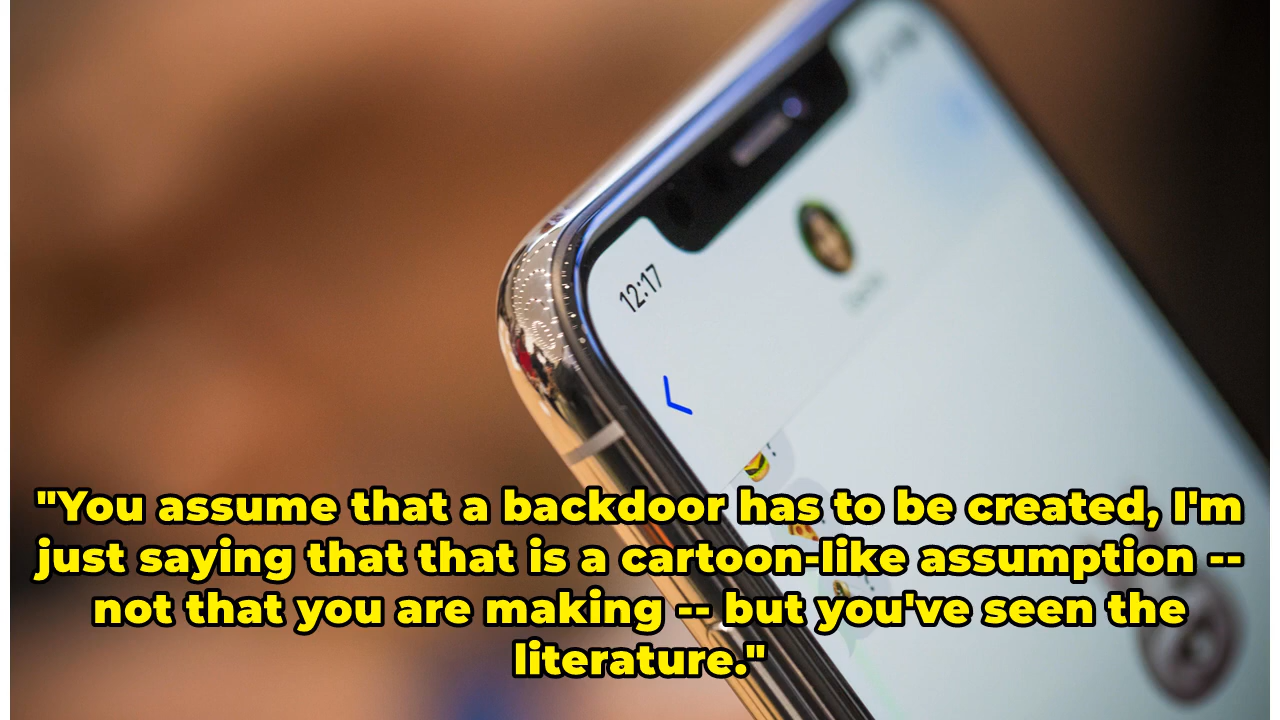 12:17
"You assume that a backdoor has to be created, I'm
just saying that that is a cartoon-like assumption --
not that you are making -- but you've seen the
literature."